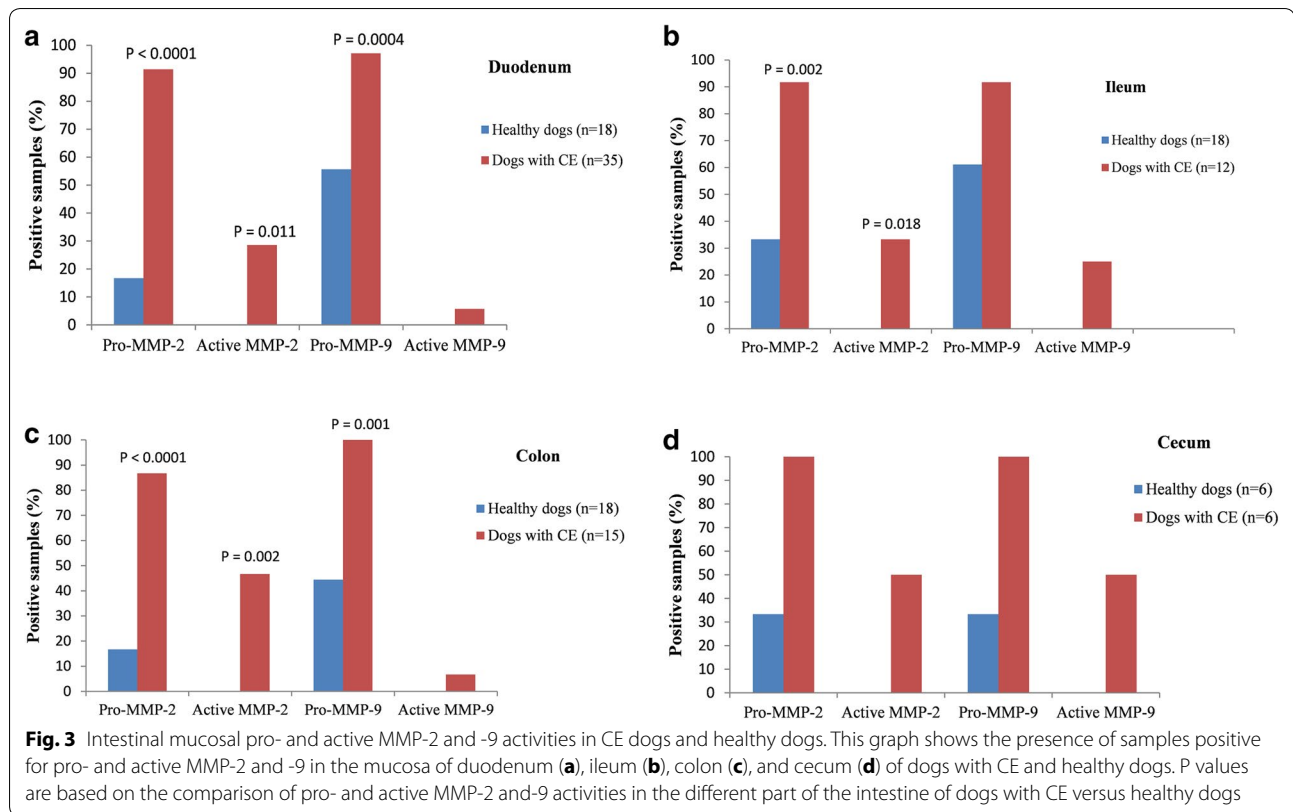 a
P < 0.0001
P = 0.0004
Duodenum
Healthy dogs (n=18)
Dogs with CE (n=35)
P = 0.011
Positive samples (%)
100
90
80
70
60
50
40
30
20
10
0
Pro-MMP-2 Active MMP-2 Pro-MMP-9 Active MMP-9
b
P = 0.002
Ileum
Healthy dogs (n=18)
Dogs with CE (n=12)
P = 0.018
Positive samples (%)
100
90
80
70
60
50
40
30
20
10
0
Pro-MMP-2 Active MMP-2 Pro-MMP-9 Active MMP-9
c
P < 0.0001
P = 0.001
Colon
Healthy dogs (n=18)
Dogs with CE (n=15)
P = 0.002
Positive samples (%)
100
90
80
70
60
50
40
30
20
10
0
Pro-MMP-2 Active MMP-2 Pro-MMP-9 Active MMP-9
d
Cecum
Healthy dogs (n=6)
Dogs with CE (n=6)
Positive samples (%)
100
90
80
70
60
50
40
30
20
10
0
Pro-MMP-2 Active MMP-2 Pro-MMP-9 Active MMP-9
Fig. 3 Intestinal mucosal pro- and active MMP-2 and -9 activities in CE dogs and healthy dogs. This graph shows the presence of samples positive
for pro- and active MMP-2 and -9 in the mucosa of duodenum (a), ileum (b), colon (c), and cecum (d) of dogs with CE and healthy dogs. P values
are based on the comparison of pro- and active MMP-2 and-9 activities in the different part of the intestine of dogs with CE versus healthy dogs